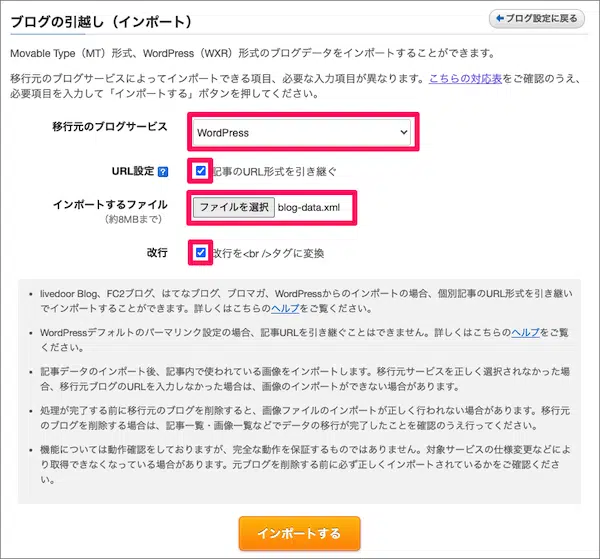 ブログの引越し（インポート）
ブログ設定に戻る
Movable Type（MT）形式、WordPress（WXR）形式のブログデータをインポートすることができます。
移行元のブログサービスによってインポートできる項目、必要な入力項目が異なります。こちらの対応表をご確認のうえ、
必要項目を入力して「インポートする」ボタンを押してください。
移行元のブログサービス WordPress
URL設定 ? 記事のURL形式を引き継ぐ
インポートするファイル ファイルを選択 blog-data.xml
（約8MBまで）
改行 改行を<br />タグに変換
• livedoor Blog、FC2ブログ、はてなブログ、ブロマガ、WordPressからのインポートの場合、個別記事のURL形式を引き継い
でインポートすることができます。詳しくはこちらのヘルプをご覧ください。
• WordPressデフォルトのパーマリンク設定の場合、記事URLを引き継ぐことはできません。詳しくはこちらのヘルプをご覧
ください。
• 記事データのインポート後、記事内で使われている画像をインポートします。移行元サービスを正しく選択されなかった場
合、移行元ブログのURLを入力しなかった場合は、画像のインポートができない場合があります。
• 処理が完了する前に移行元のブログを削除すると、画像ファイルのインポートが正しく行われない場合があります。移行元
のブログを削除する場合は、記事一覧・画像一覧などでデータの移行が完了したことを確認のうえ行ってください。
• 機能については動作確認をしておりますが、完全な動作を保証するものではありません。対象サービスの仕様変更などによ
り取得できなくなっている場合があります。元ブログを削除する前に必ず正しくインポートされているかをご確認くださ
い。
インポートする